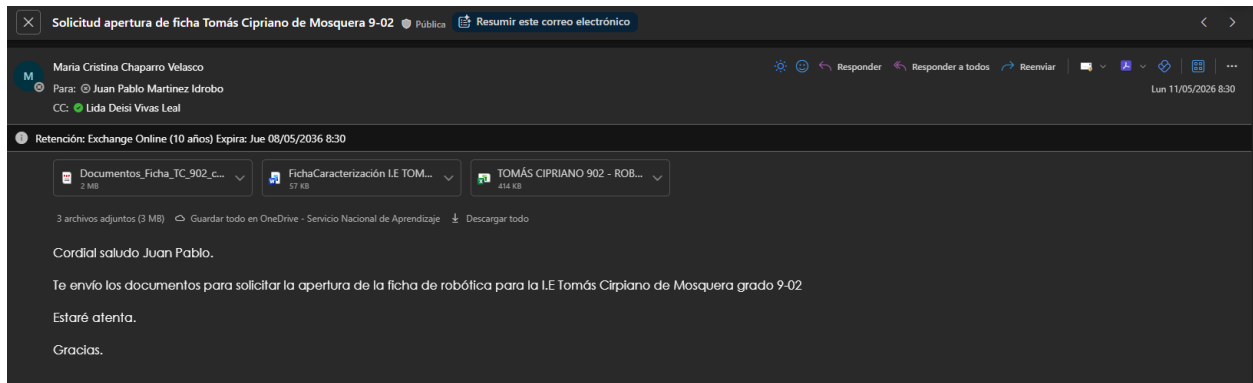 Solicitud apertura de ficha Tomás Cipriano de Mosquera 9-02 Pública Resumir este correo electrónico
M
Maria Cristina Chaparro Velasco
Responder Responder a todos Reenviar
Para: Juan Pablo Martinez Idrobo
Lun 11/05/2026 8:30
CC: Lida Deisi Vivas Leal
Retención: Exchange Online (10 años) Expira: Jue 08/05/2036 8:30
Documentos_Ficha_TC_902_c...
2 MB
FichaCaracterización I.E TOM...
57 KB
TOMÁS CIPRIANO 902 - ROB...
414 KB
3 archivos adjuntos (3 MB) Guardar todo en OneDrive - Servicio Nacional de Aprendizaje Descargar todo
Cordial saludo Juan Pablo.
Te envío los documentos para solicitar la apertura de la ficha de robótica para la I.E Tomás Cirpiano de Mosquera grado 9-02
Estaré atenta.
Gracias.